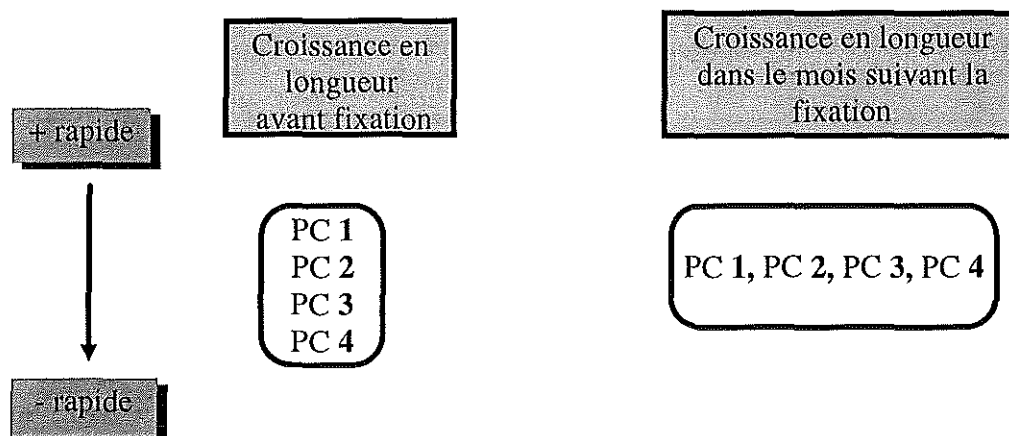 Croissance en
longueur
avant fixation
Croissance en longueur
dans le mois suivant la
fixation
+ rapide
PC 1
PC 2
PC 3
PC 4
PC 1, PC 2, PC 3, PC 4
- rapide